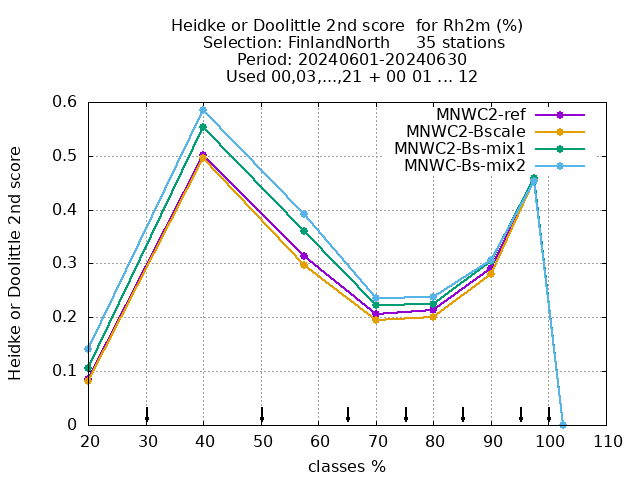 Heidke or Doolittle 2nd score  for Rh2m (%)
Selection: FinlandNorth     35 stations
Period: 20240601-20240630
Used 00,03,...,21 + 00 01 ... 12
MNWC2-ref
MNWC2-Bscale
MNWC2-Bs-mix1
MNWC-Bs-mix2
Heidke or Doolittle 2nd score
0.6
0.5
0.4
0.3
0.2
0.1
0
20 30 40 50 60 70 80 90 100 110
classes %